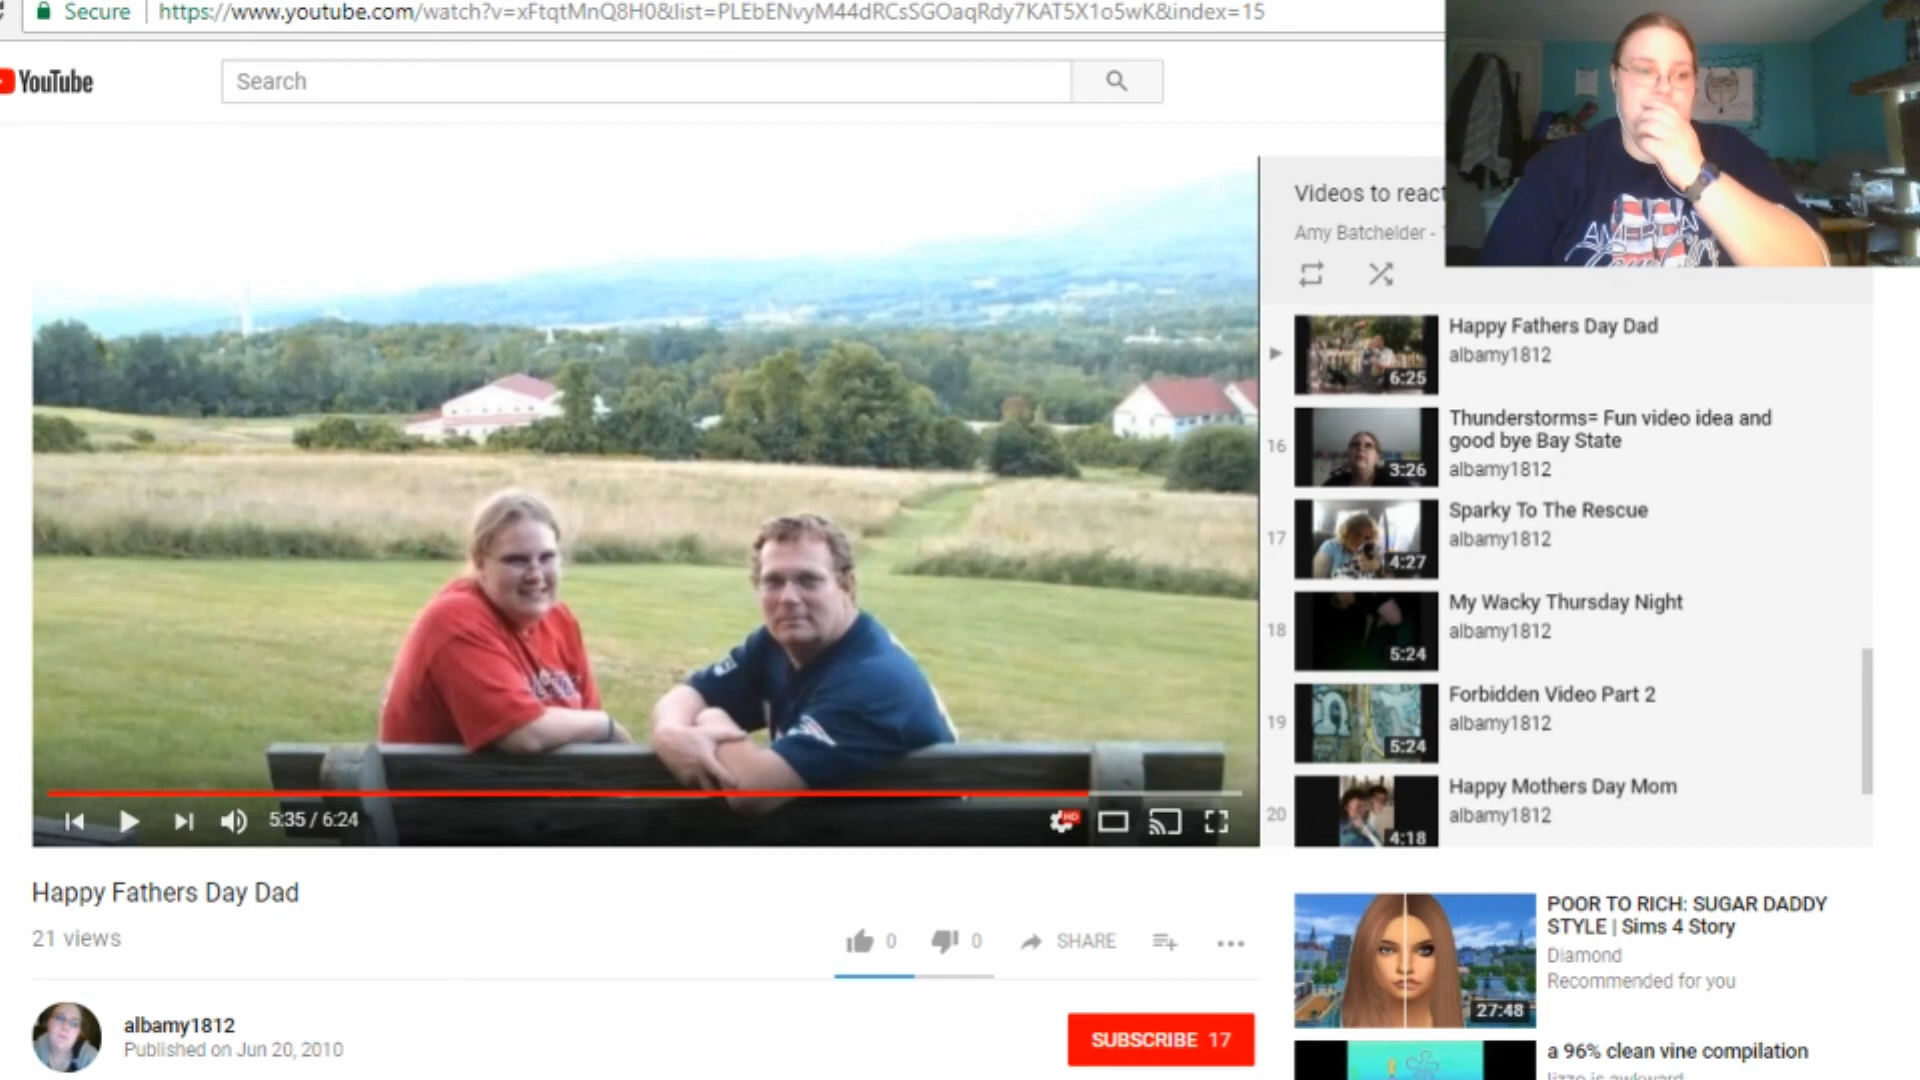 Secure https://www.youtube.com/watch?v=xFtqtMnQ8H0&list=PLEbENvyM44dRCsSGOaqRdy7KAT5X1o5wK&index=15
YouTube
Search
Videos to react
Amy Batchelder -
AMERICAN
Happy Fathers Day Dad
albamy1812
6:25
16
Thunderstorms= Fun video idea and
good bye Bay State
albamy1812
3:26
17
Sparky To The Rescue
albamy1812
4:27
18
My Wacky Thursday Night
albamy1812
5:24
19
Forbidden Video Part 2
albamy1812
5:24
20
Happy Mothers Day Mom
albamy1812
4:18
5:35 / 6:24
HD
Happy Fathers Day Dad
21 views
0
0
SHARE
albamy1812
Published on Jun 20, 2010
SUBSCRIBE 17
POOR TO RICH: SUGAR DADDY
STYLE | Sims 4 Story
Diamond
Recommended for you
27:48
a 96% clean vine compilation
lizzo is awkward